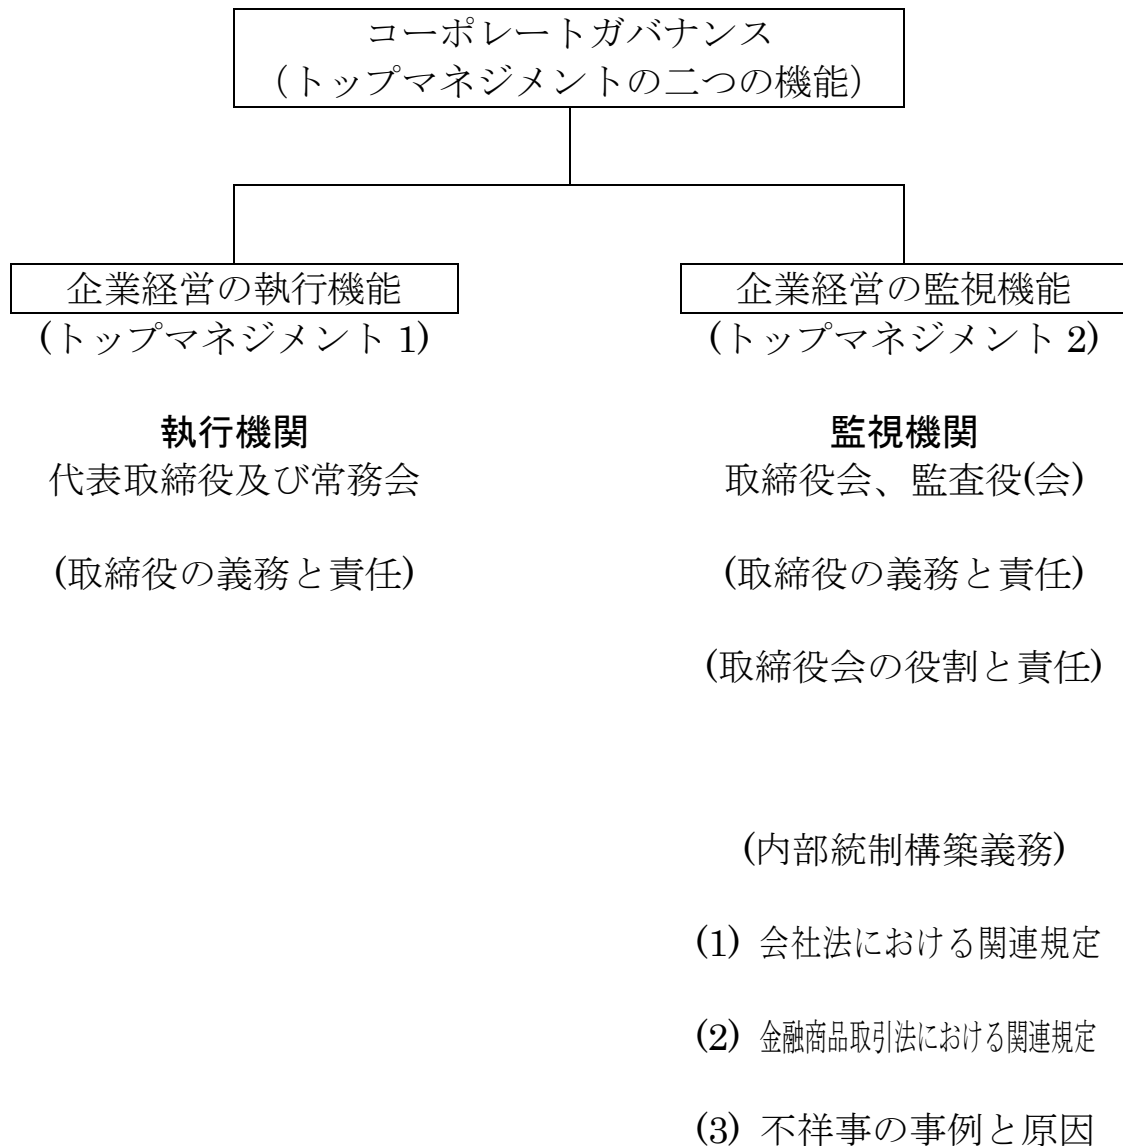 コーポレートガバナンス
（トップマネジメントの二つの機能）
企業経営の執行機能
(トップマネジメント 1)
執行機関
代表取締役及び常務会
(取締役の義務と責任)
企業経営の監視機能
(トップマネジメント 2)
監視機関
取締役会、監査役(会)
(取締役の義務と責任)
(取締役会の役割と責任)
(内部統制構築義務)
(1) 会社法における関連規定
(2) 金融商品取引法における関連規定
(3) 不祥事の事例と原因